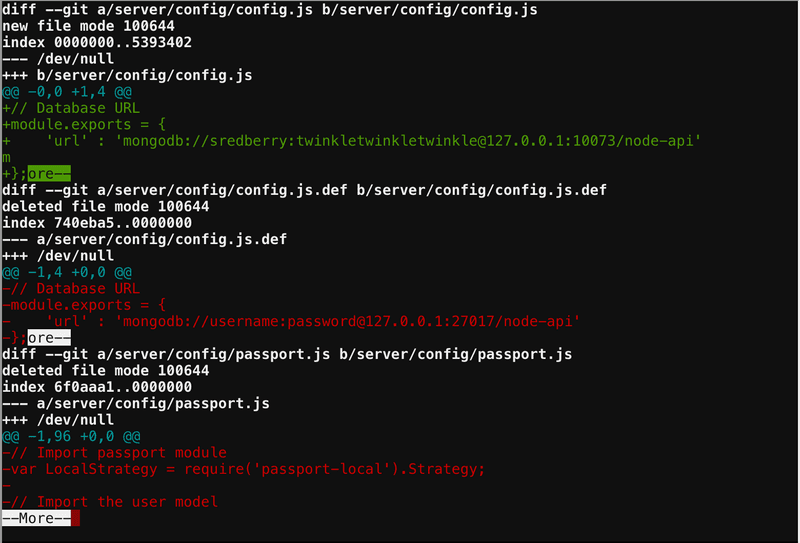 diff --git a/server/config/config.js b/server/config/config.js
new file mode 100644
index 0000000..5393402
--- /dev/null
+++ b/server/config/config.js
@@ -0,0 +1,4 @@
+// Database URL
+module.exports = {
+    'url' : 'mongodb://sredberry:twinkletwinkletwinkle@127.0.0.1:10073/node-api'
m
+};ore--
diff --git a/server/config/config.js.def b/server/config/config.js.def
deleted file mode 100644
index 740eba5..0000000
--- a/server/config/config.js.def
+++ /dev/null
@@ -1,4 +0,0 @@
-// Database URL
-module.exports = {
-    'url' : 'mongodb://username:password@127.0.0.1:27017/node-api'
-};ore--
diff --git a/server/config/passport.js b/server/config/passport.js
deleted file mode 100644
index 6f0aaa1..0000000
--- a/server/config/passport.js
+++ /dev/null
@@ -1,96 +0,0 @@
-// Import passport module
-var LocalStrategy = require('passport-local').Strategy;
-
-// Import the user model
--More--